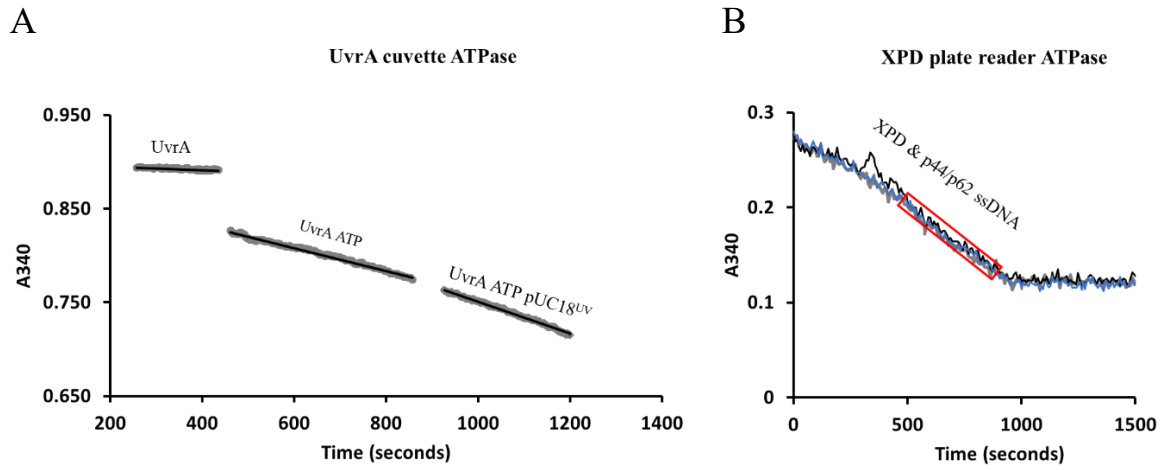 A
UvrA cuvette ATPase
0.950
0.850
0.750
0.650
A340
200
400
600
800
1000
1200
1400
Time (seconds)
UvrA
UvrA ATP
UvrA ATP pUC18ᵁⱽ
B
XPD plate reader ATPase
0.3
0.2
0.1
0
A340
0
500
1000
1500
Time (seconds)
XPD & p44/p62 ssDNA